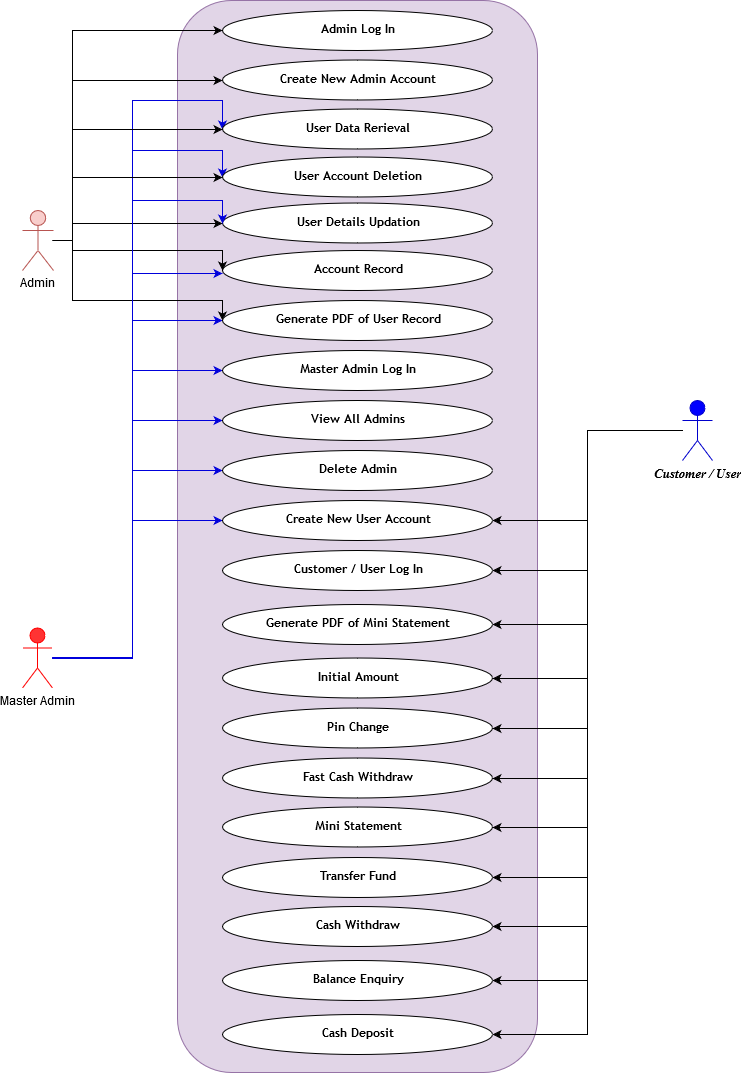 Admin Log In
Create New Admin Account
User Data Rerieval
User Account Deletion
User Details Updation
Account Record
Admin
Generate PDF of User Record
Master Admin Log In
View All Admins
Delete Admin
Customer / User
Create New User Account
Customer / User Log In
Generate PDF of Mini Statement
Initial Amount
Master Admin
Pin Change
Fast Cash Withdraw
Mini Statement
Transfer Fund
Cash Withdraw
Balance Enquiry
Cash Deposit